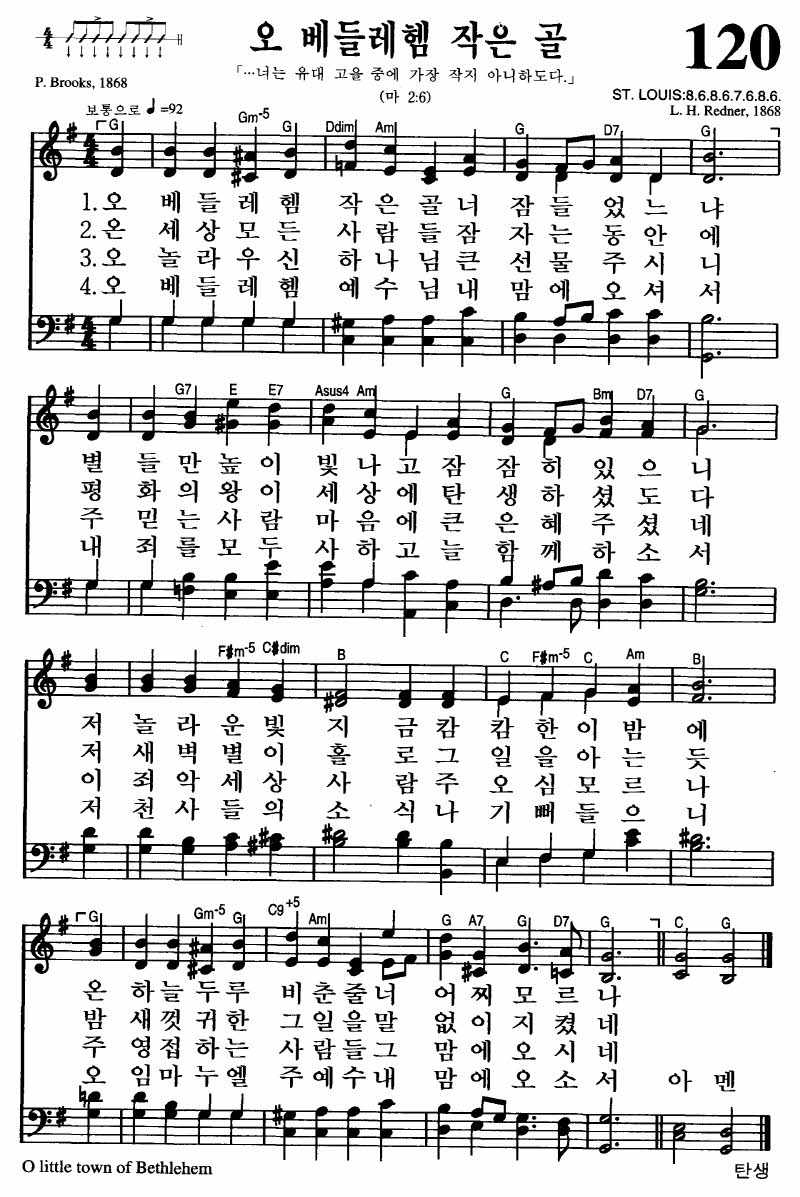 오 베들레헴 작은 골
120
「…너는 유대 고을 중에 가장 작지 아니하도다.」
P. Brooks, 1868
(마 2:6)
ST. LOUIS:8.6.8.6.7.6.8.6.
보통으로 ♩=92
L. H. Redner, 1868
G Gm-5 G Ddim Am G D7 G
1.오 베 들 레 헴 작 은 골 너 잠 들 었 느 냐
2.온 세 상 모 든 사 람 들 잠 자 는 동 안 에
3.오 놀 라 우 신 하 나 님 큰 선 물 주 시 니
4.오 베 들 레 헴 예 수 님 내 맘 에 오 셔 서
G7 E E7 Asus4 Am G Bm D7 G
별 들 만 높 이 빛 나 고 잠 잠 히 있 으 니
평 화 의 왕 이 세 상 에 탄 생 하 셨 도 다
주 믿 는 사 람 마 음 에 큰 은 혜 주 셨 네
내 죄 를 모 두 사 하 고 늘 함 께 하 소 서
F#m-5 C#dim B C F#m-5 C Am B
저 놀 라 운 빛 지 금 캄 캄 한 이 밤 에
저 새 벽 별 이 홀 로 그 일 을 아 는 듯
이 죄 악 세 상 사 람 주 오 심 모 르 나
저 천 사 들 의 소 식 나 기 뻐 들 으 니
G Gm-5 G C9+5 Am G A7 G D7 G C G
온 하 늘 두 루 비 춘 줄 너 어 찌 모 르 나
밤 새 껏 귀 한 그 일 을 말 없 이 지 켰 네
주 영 접 하 는 사 람 들 그 맘 에 오 시 네
오 임 마 누 엘 주 예 수 내 맘 에 오 소 서 아 멘
O little town of Bethlehem
탄생